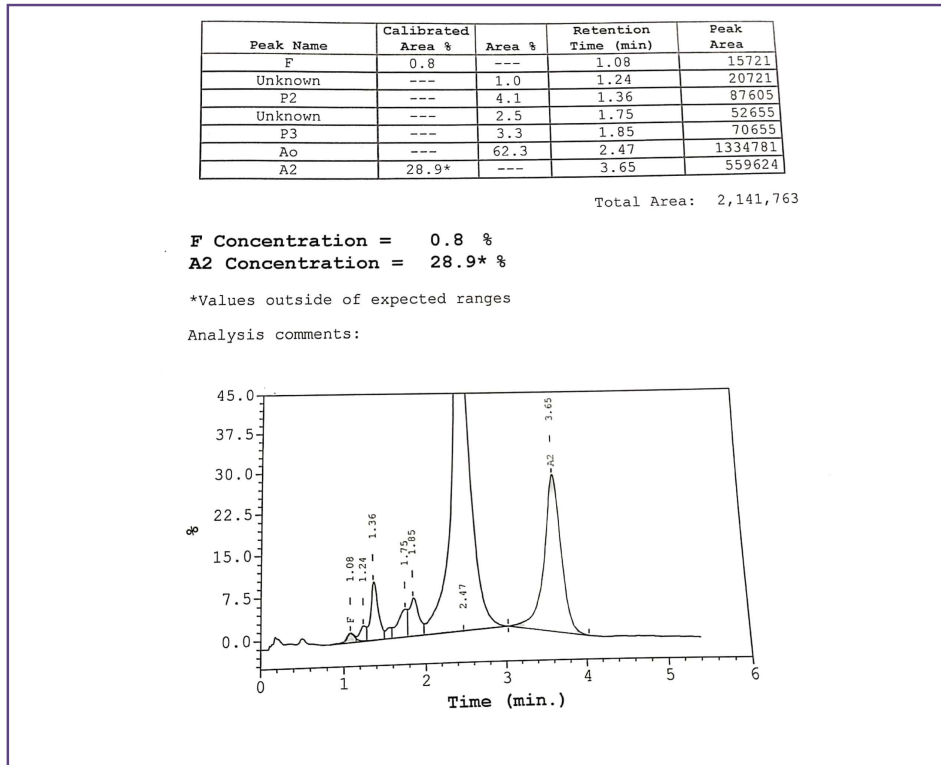 Peak Name Calibrated Area % Area % Retention Time (min) Peak Area
F 0.8 --- 1.08 15721
Unknown --- 1.0 1.24 20721
P2 --- 4.1 1.36 87605
Unknown --- 2.5 1.75 52655
P3 --- 3.3 1.85 70655
Ao --- 62.3 2.47 1334781
A2 28.9* --- 3.65 559624
Total Area: 2,141,763
F Concentration = 0.8 %
A2 Concentration = 28.9* %
*Values outside of expected ranges
Analysis comments:
45.0
37.5
30.0
22.5
15.0
7.5
0.0
%
F - 1.08
- 1.24
- 1.36
- 1.75
- 1.85
2.47
A2 - 3.65
0 1 2 3 4 5 6
Time (min.)